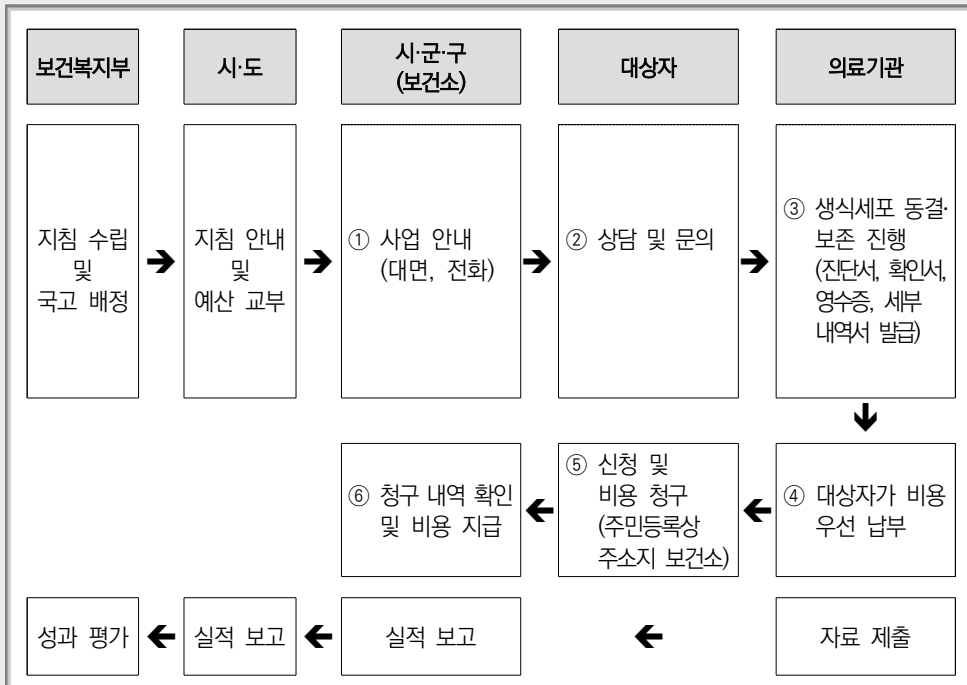 보건복지부
시·도
시·군·구
(보건소)
대상자
의료기관
지침 수립
및
국고 배정
➔
지침 안내
및
예산 교부
➔
① 사업 안내
(대면, 전화)
➔
② 상담 및 문의
➔
③ 생식세포 동결·
보존 진행
(진단서, 확인서,
영수증, 세부
내역서 발급)
④ 대상자가 비용
우선 납부
⑤ 신청 및
비용 청구
(주민등록상
주소지 보건소)
⑥ 청구 내역 확인
및 비용 지급
성과 평가
실적 보고
실적 보고
자료 제출